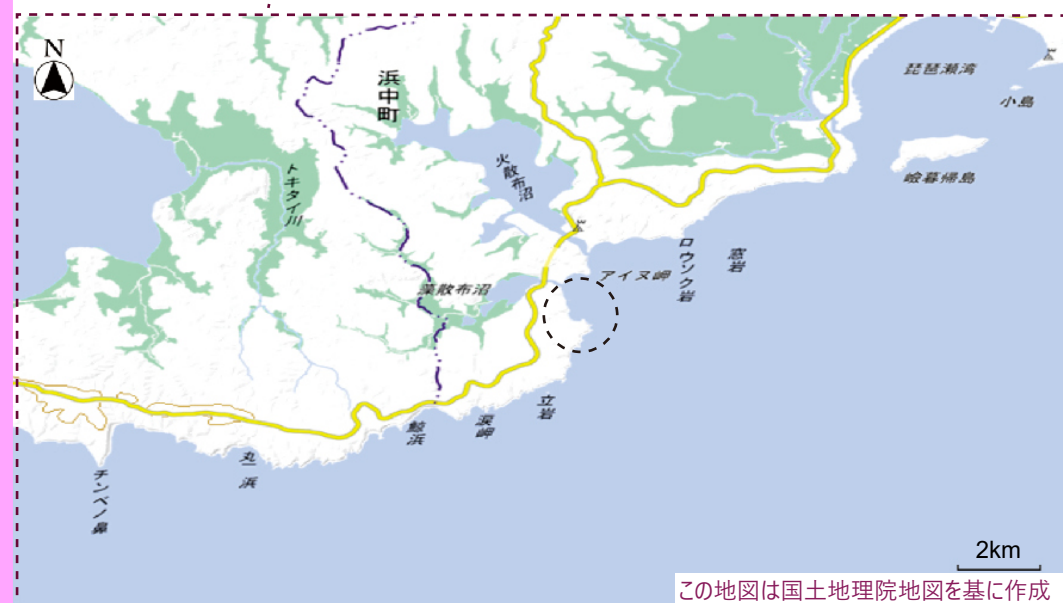 N
浜中町
琵琶瀬湾
小島
火散布沼
嶮暮帰島
トキタイ川
窓岩
ロウソク岩
アイヌ岬
藻散布沼
立岩
涙岬
鯨浜
丸一浜
チンベノ鼻
2km
この地図は国土地理院地図を基に作成